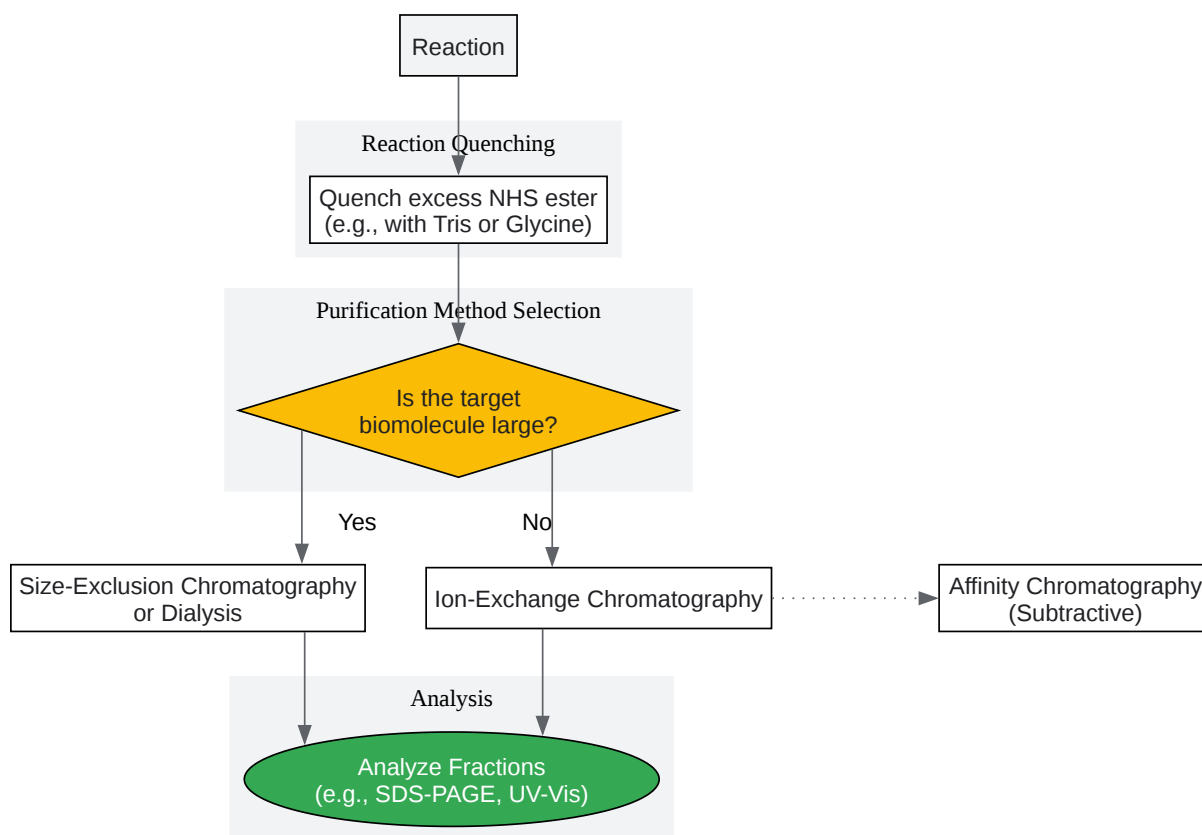 Reaction
Reaction Quenching
Quench excess NHS ester
(e.g., with Tris or Glycine)
Purification Method Selection
Is the target
biomolecule large?
Yes
No
Size-Exclusion Chromatography
or Dialysis
Ion-Exchange Chromatography
Affinity Chromatography
(Subtractive)
Analysis
Analyze Fractions
(e.g., SDS-PAGE, UV-Vis)